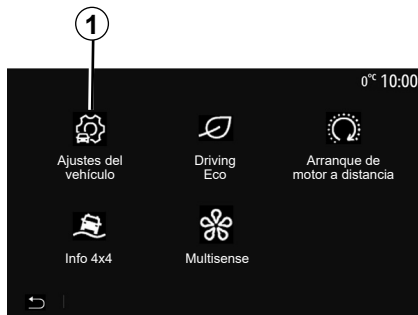 1
0°C 10:00
Ajustes del
vehículo
Driving
Eco
Arranque de
motor a distancia
Info 4x4
Multisense